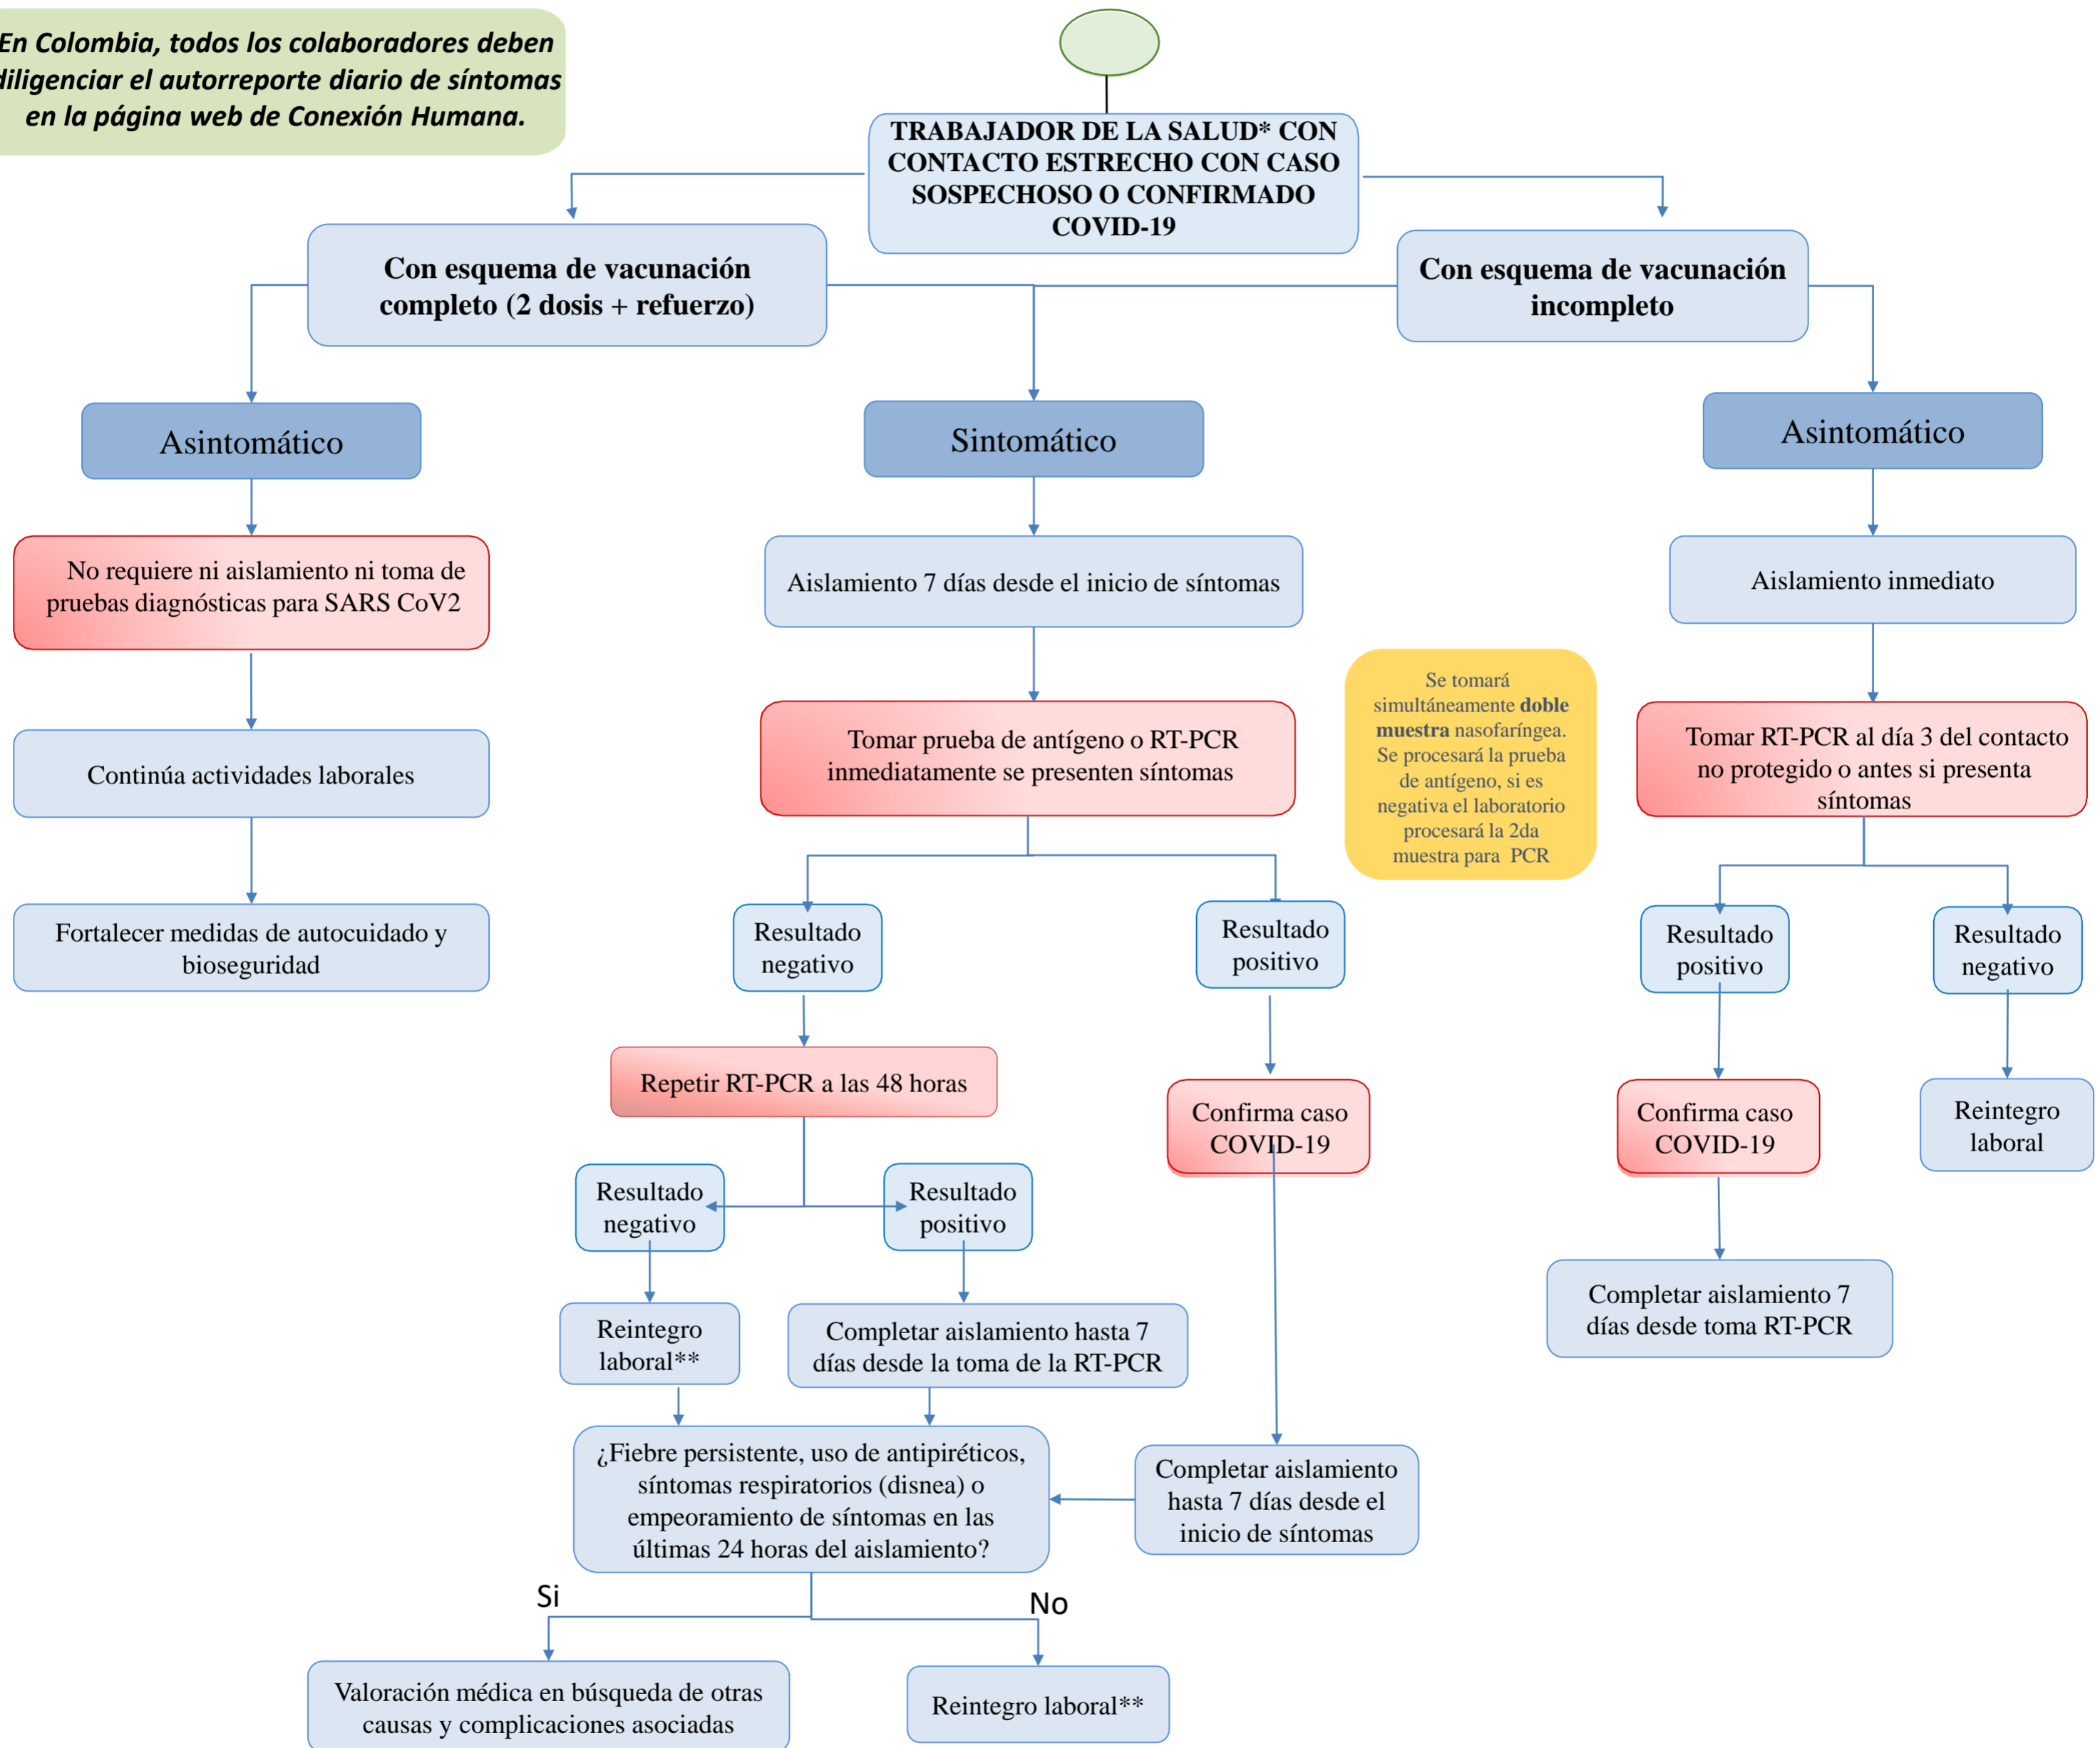 En Colombia, todos los colaboradores deben
diligenciar el autorreporte diario de síntomas
en la página web de Conexión Humana.
TRABAJADOR DE LA SALUD* CON
CONTACTO ESTRECHO CON CASO
SOSPECHOSO O CONFIRMADO
COVID-19
Con esquema de vacunación
completo (2 dosis + refuerzo)
Con esquema de vacunación
incompleto
Asintomático
Sintomático
Asintomático
No requiere ni aislamiento ni toma de
pruebas diagnósticas para SARS CoV2
Aislamiento 7 días desde el inicio de síntomas
Aislamiento inmediato
Continúa actividades laborales
Tomar prueba de antígeno o RT-PCR
inmediatamente se presenten síntomas
Se tomará
simultáneamente doble
muestra nasofaríngea.
Se procesará la prueba
de antígeno, si es
negativa el laboratorio
procesará la 2da
muestra para PCR
Tomar RT-PCR al día 3 del contacto
no protegido o antes si presenta
síntomas
Fortalecer medidas de autocuidado y
bioseguridad
Resultado
negativo
Resultado
positivo
Resultado
positivo
Resultado
negativo
Repetir RT-PCR a las 48 horas
Confirma caso
COVID-19
Confirma caso
COVID-19
Reintegro
laboral
Resultado
negativo
Resultado
positivo
Reintegro
laboral**
Completar aislamiento hasta 7
días desde la toma de la RT-PCR
Completar aislamiento 7
días desde toma RT-PCR
¿Fiebre persistente, uso de antipiréticos,
síntomas respiratorios (disnea) o
empeoramiento de síntomas en las
últimas 24 horas del aislamiento?
Completar aislamiento
hasta 7 días desde el
inicio de síntomas
Si
No
Valoración médica en búsqueda de otras
causas y complicaciones asociadas
Reintegro laboral**